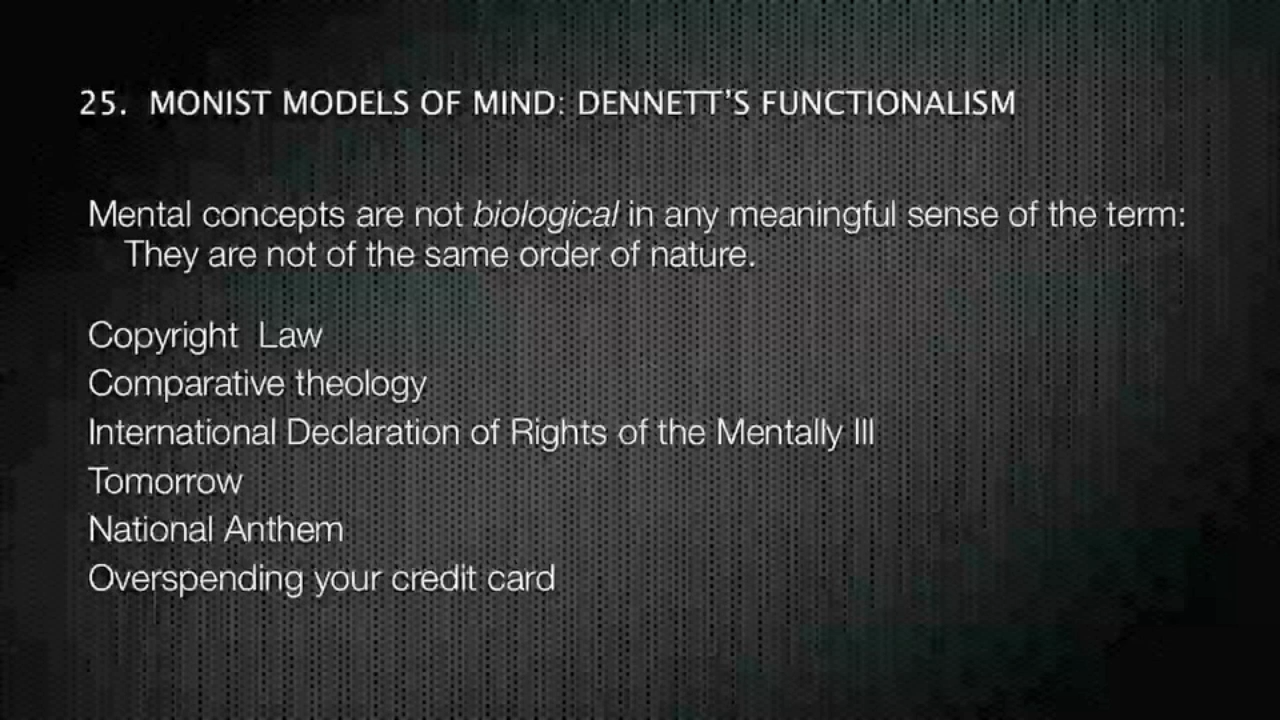 25. MONIST MODELS OF MIND: DENNETT'S FUNCTIONALISM
Mental concepts are not biological in any meaningful sense of the term:
They are not of the same order of nature.
Copyright Law
Comparative theology
International Declaration of Rights of the Mentally Ill
Tomorrow
National Anthem
Overspending your credit card